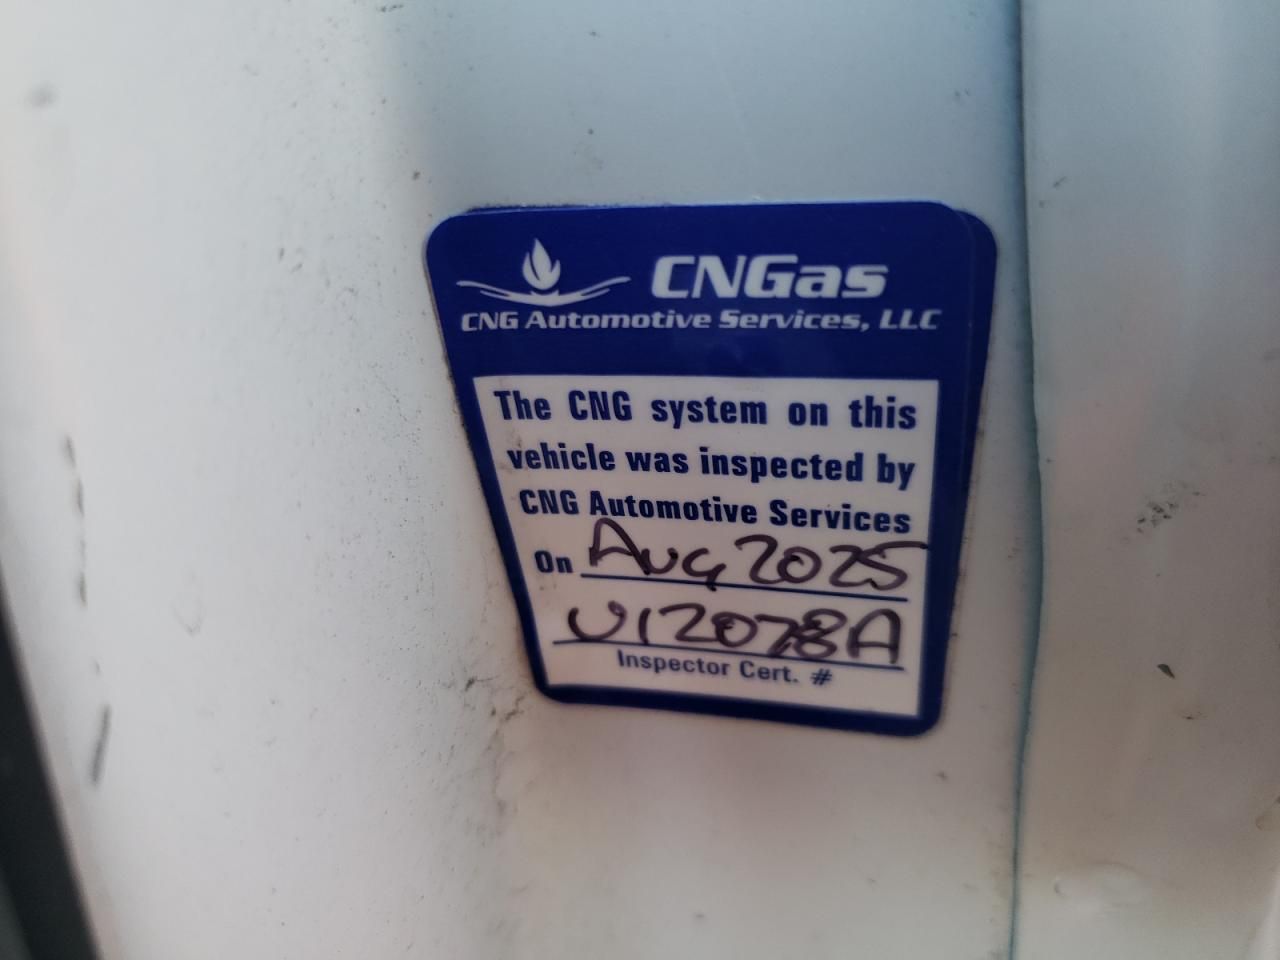 CNGas
CNG Automotive Services, LLC
The CNG system on this
vehicle was inspected by
CNG Automotive Services
On Aug 2025
U12078A
Inspector Cert. #